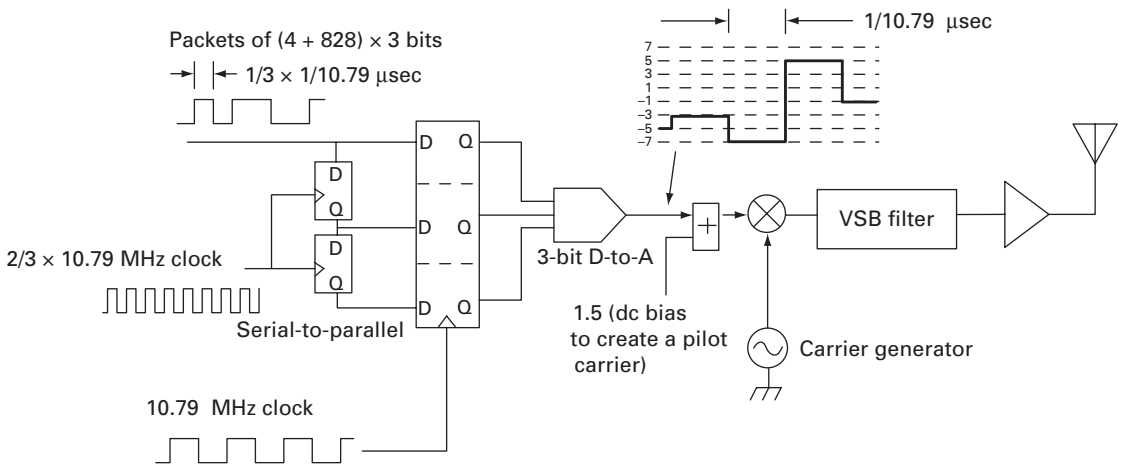 Packets of (4 + 828) × 3 bits
1/3 × 1/10.79 μsec
1/10.79 μsec
7
5
3
1
–1
–3
–5
–7
D Q
D
Q
D Q
D
Q
D Q
2/3 × 10.79 MHz clock
Serial-to-parallel
10.79 MHz clock
3-bit D-to-A
+
1.5 (dc bias
to create a pilot
carrier)
VSB filter
Carrier generator